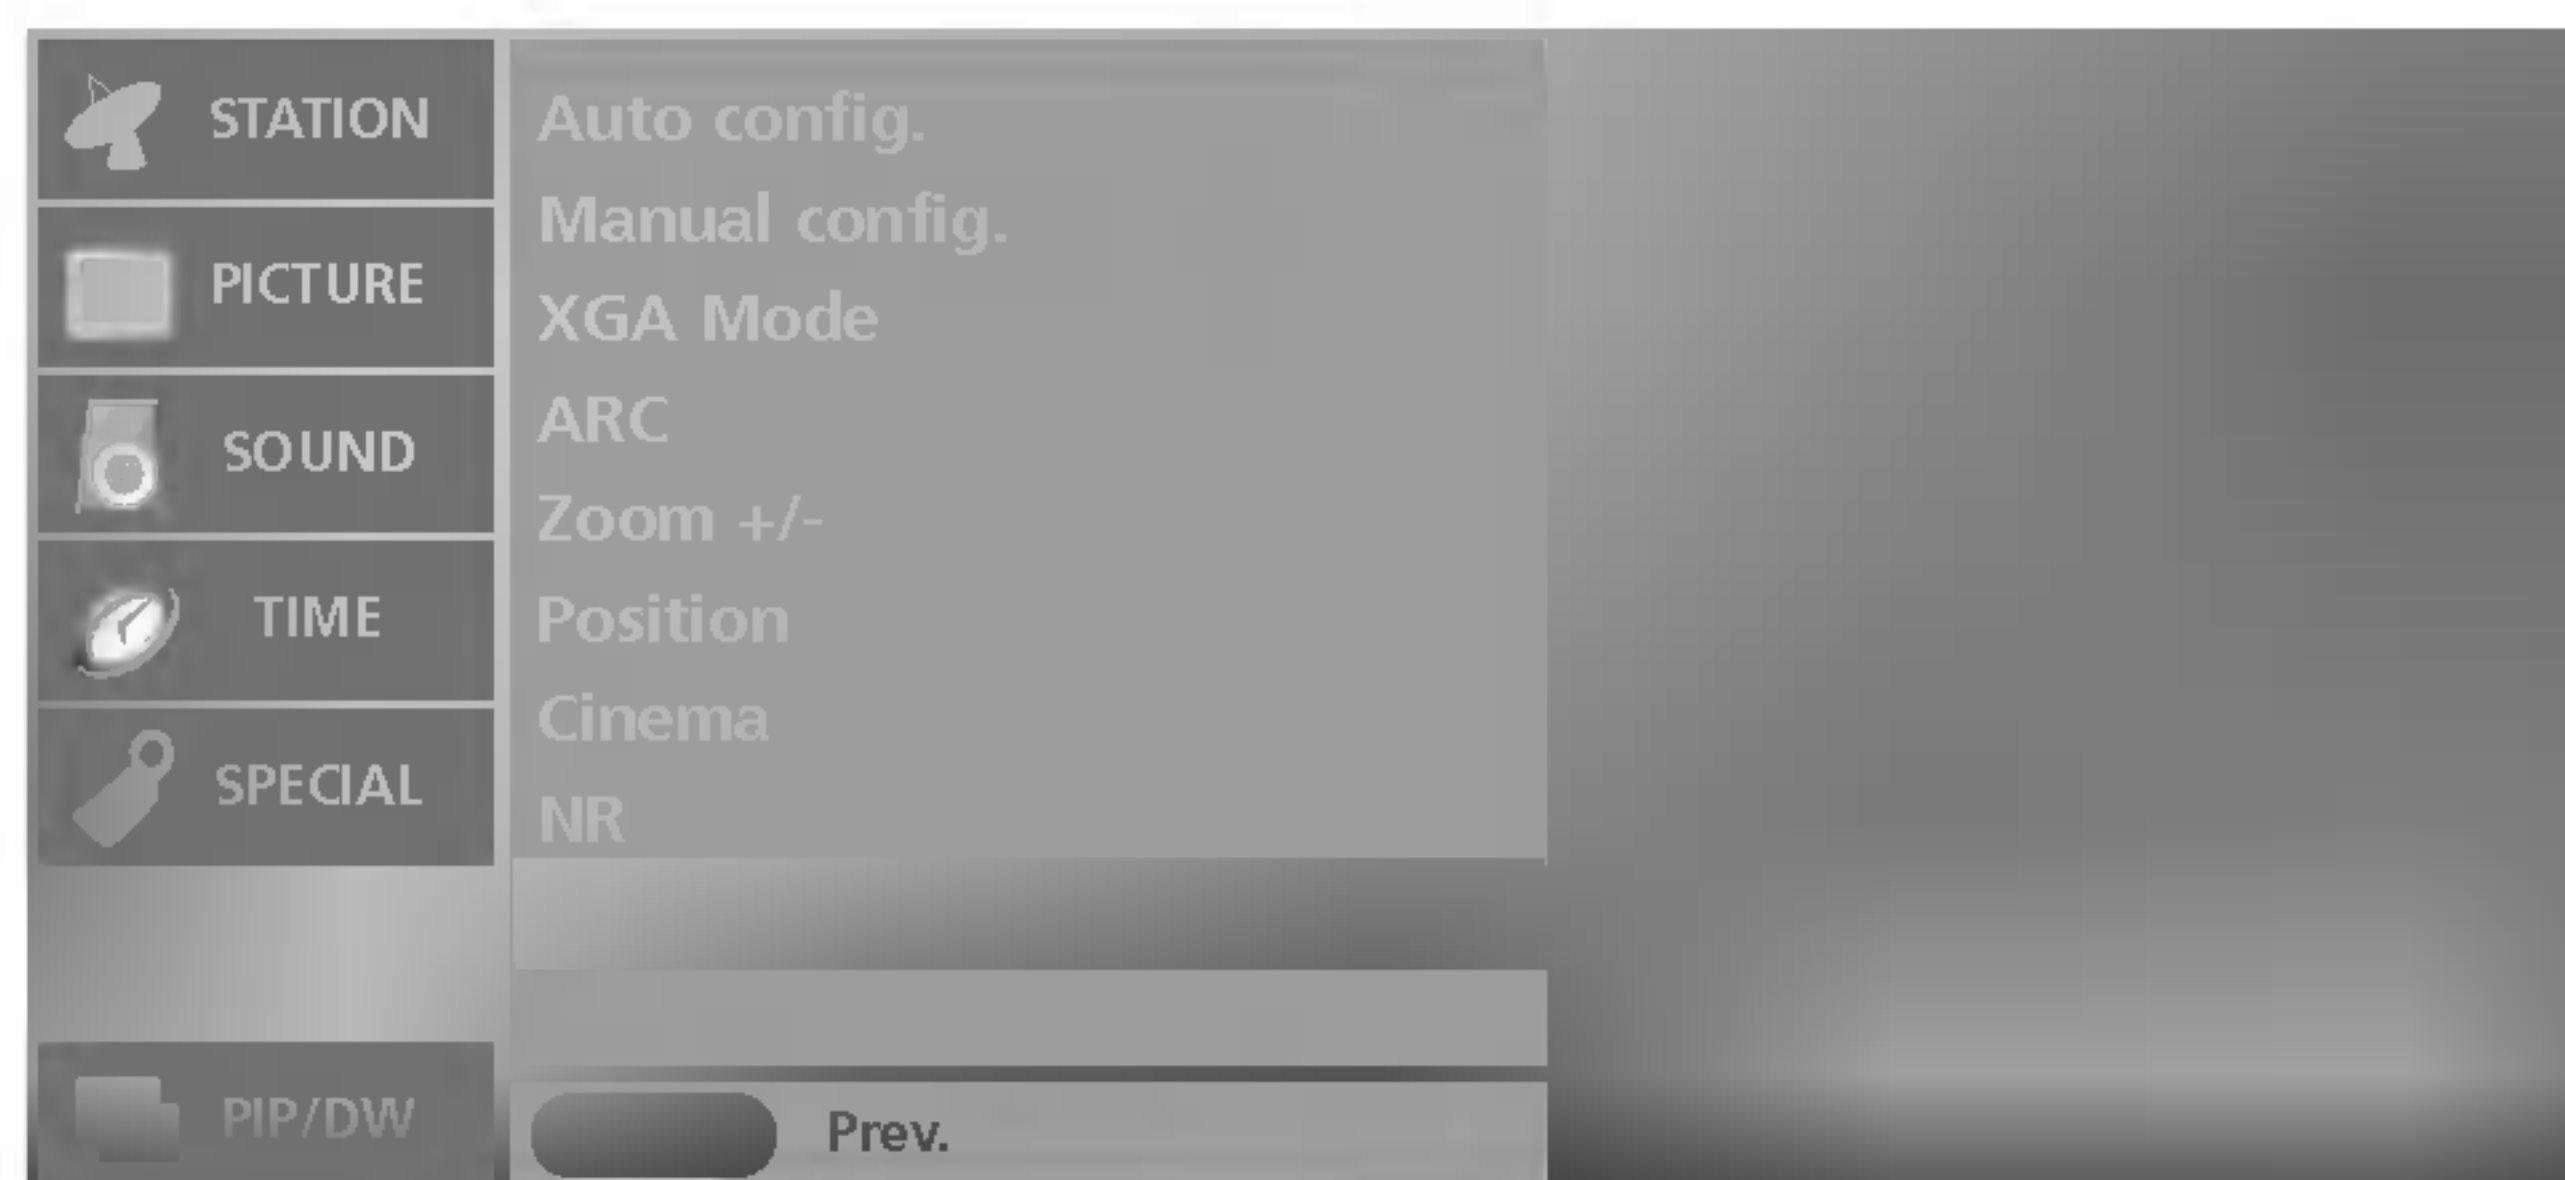 STATION
PICTURE
SOUND
TIME
SPECIAL
PIP/DW
Auto config.
Manual config.
XGA Mode
ARC
Zoom +/-
Position
Cinema
NR
Prev.